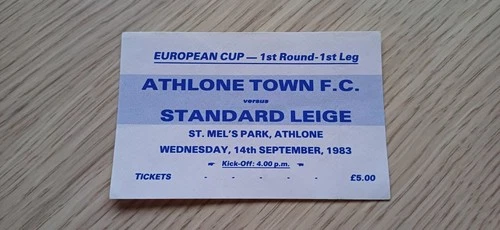 EUROPEAN CUP — 1st Round-1st Leg
ATHLONE TOWN F.C.
versus
STANDARD LEIGE
ST. MEL'S PARK, ATHLONE
WEDNESDAY, 14th SEPTEMBER, 1983
Kick-Off: 4.00 p.m.
TICKETS - - - - - £5.00